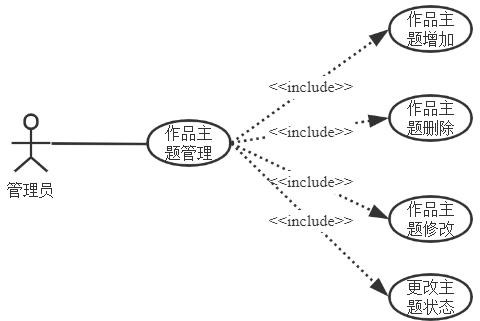 作品主
题增加
<<include>>
作品主
题删除
<<include>>
作品主
题管理
管理员
<<include>>
作品主
题修改
<<include>>
更改主
题状态